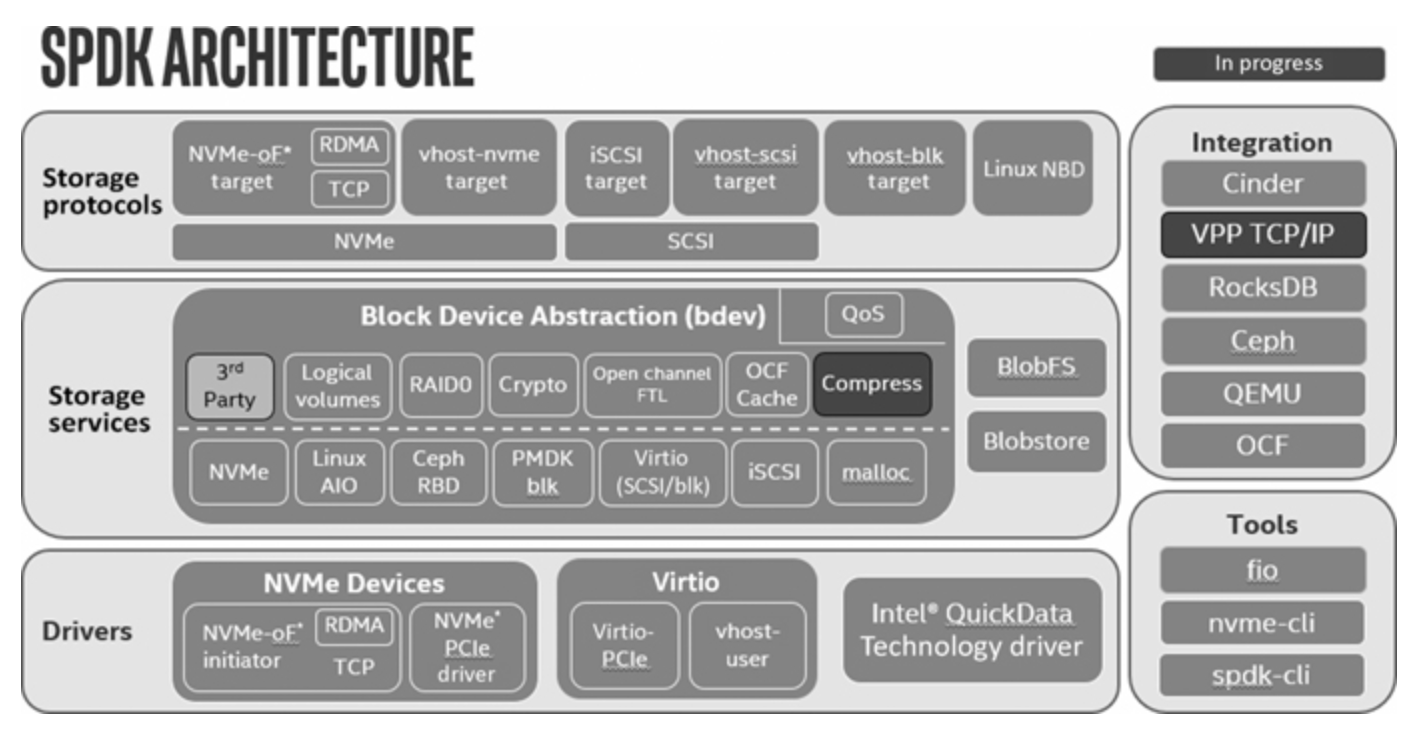 SPDK ARCHITECTURE
In progress
Storage
protocols
NVMe-oF*
target
RDMA
TCP
vhost-nvme
target
iSCSI
target
vhost-scsi
target
vhost-blk
target
Linux NBD
NVMe
SCSI
Storage
services
Block Device Abstraction (bdev)
QoS
3rd
Party
Logical
volumes
RAID0
Crypto
Open channel
FTL
OCF
Cache
Compress
NVMe
Linux
AIO
Ceph
RBD
PMDK
blk
Virtio
(SCSI/blk)
iSCSI
malloc
BlobFS
Blobstore
Drivers
NVMe Devices
NVMe-oF*
initiator
RDMA
TCP
NVMe*
PCIe
driver
Virtio
Virtio-
PCIe
vhost-
user
Intel® QuickData
Technology driver
Integration
Cinder
VPP TCP/IP
RocksDB
Ceph
QEMU
OCF
Tools
fio
nvme-cli
spdk-cli